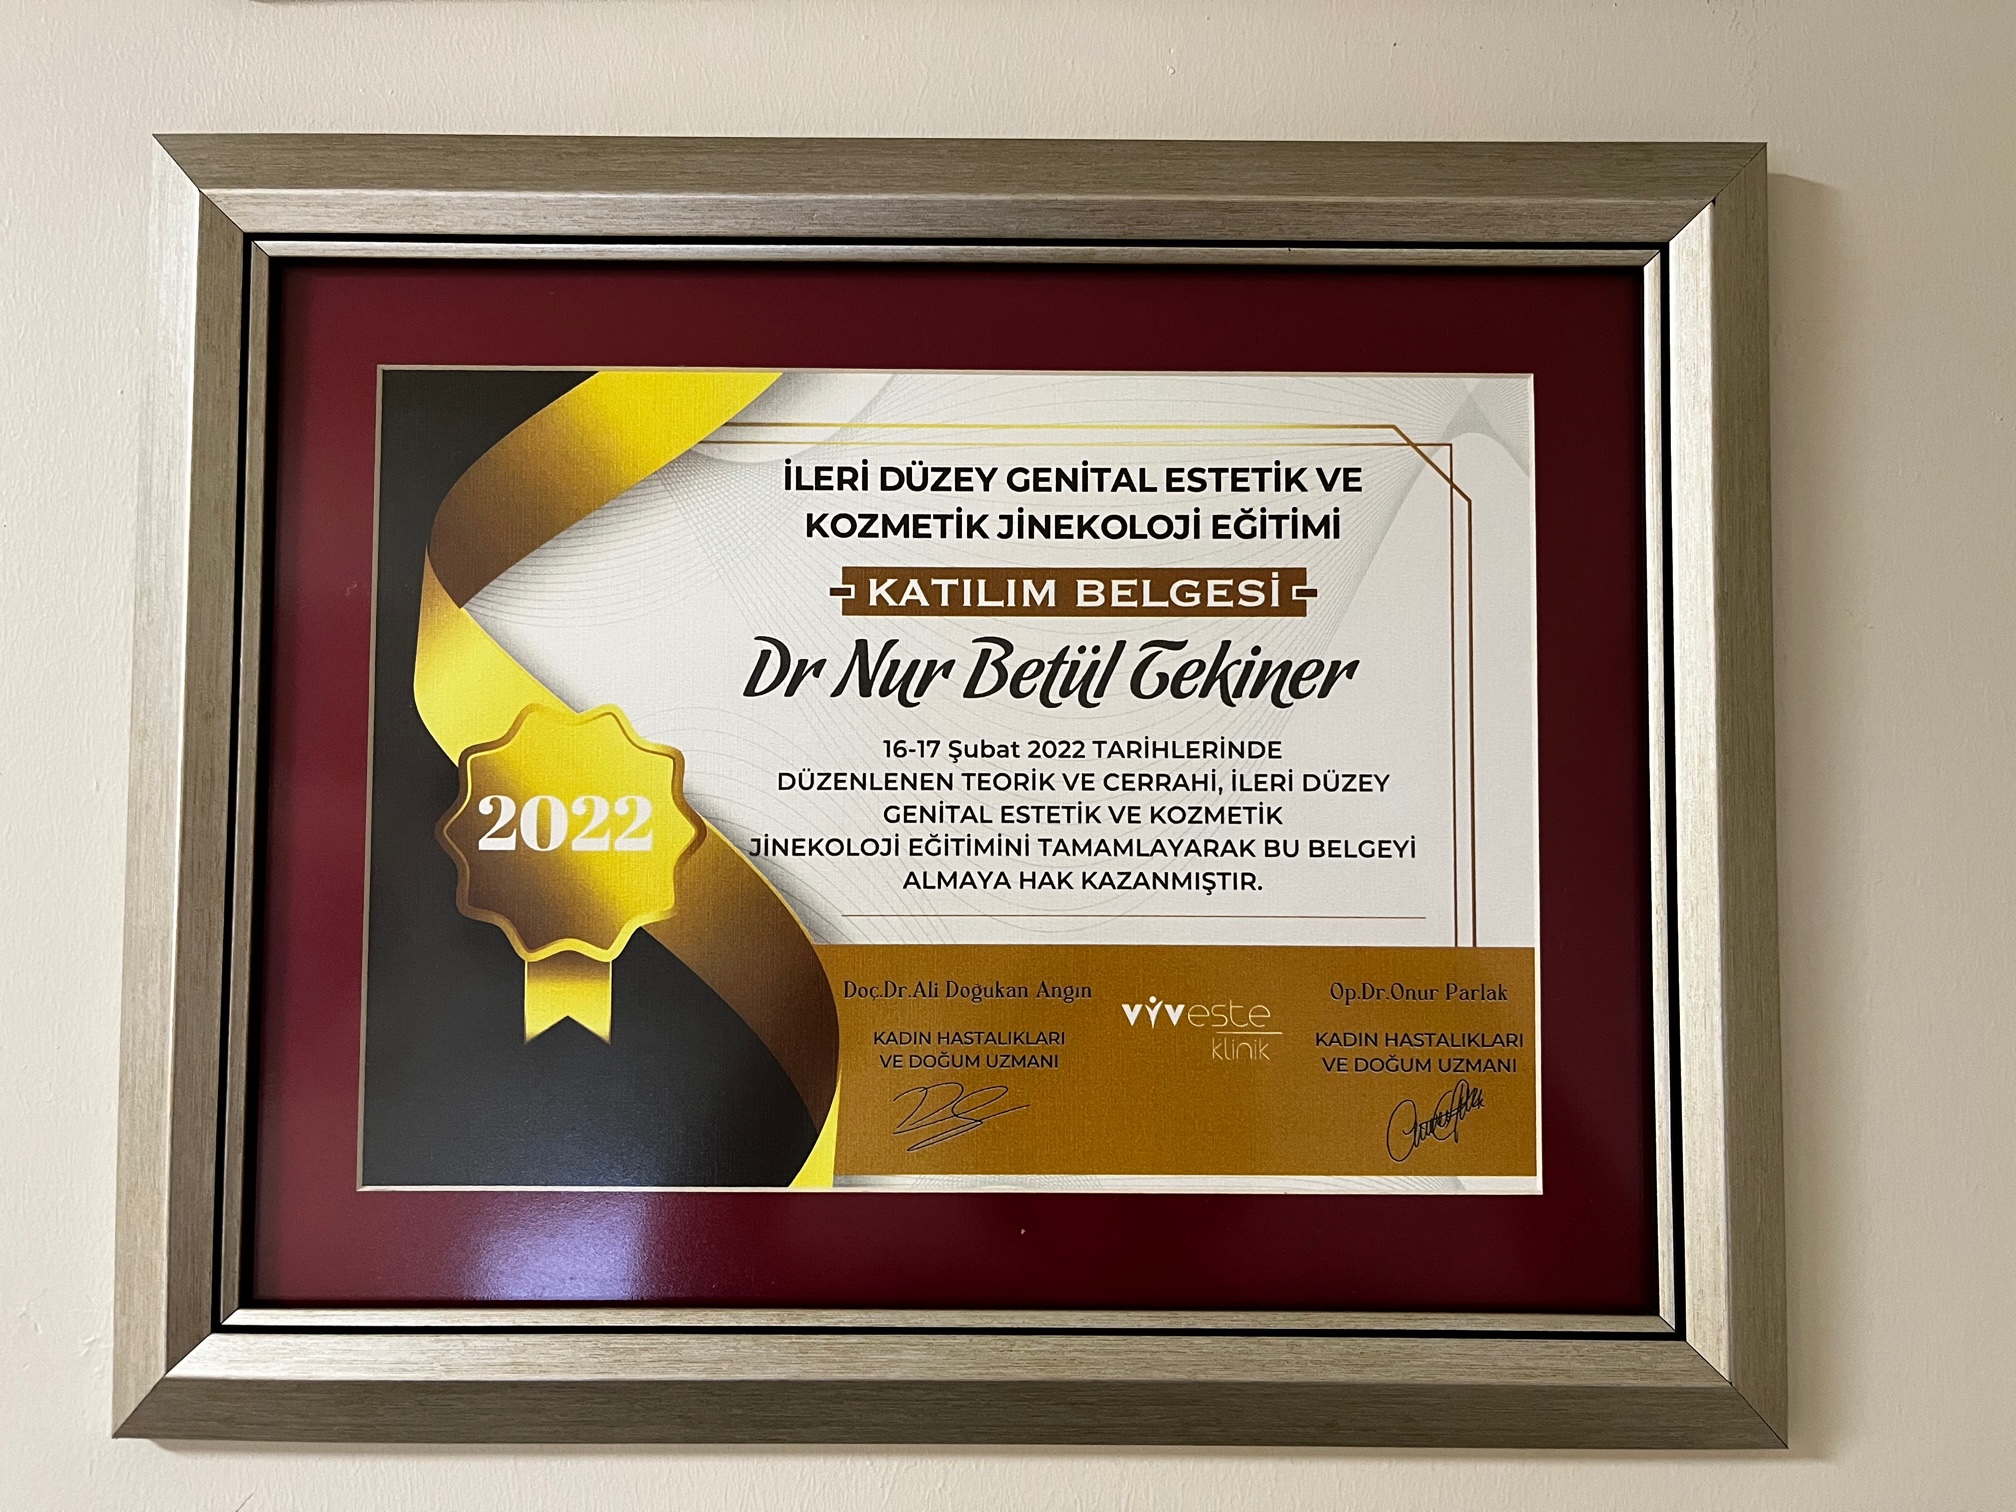 İLERİ DÜZEY GENİTAL ESTETİK VE
KOZMETİK JİNEKOLOJİ EĞİTİMİ
KATILIM BELGESİ
Dr Nur Betül Tekiner
16-17 Şubat 2022 TARİHLERİNDE
DÜZENLENEN TEORİK VE CERRAHİ, İLERİ DÜZEY
GENİTAL ESTETİK VE KOZMETİK
JİNEKOLOJİ EĞİTİMİNİ TAMAMLAYARAK BU BELGEYİ
ALMAYA HAK KAZANMIŞTIR.
2022
Doç.Dr.Ali Doğukan Angın
KADIN HASTALIKLARI
VE DOĞUM UZMANI
viveste
klinik
Op.Dr.Onur Parlak
KADIN HASTALIKLARI
VE DOĞUM UZMANI